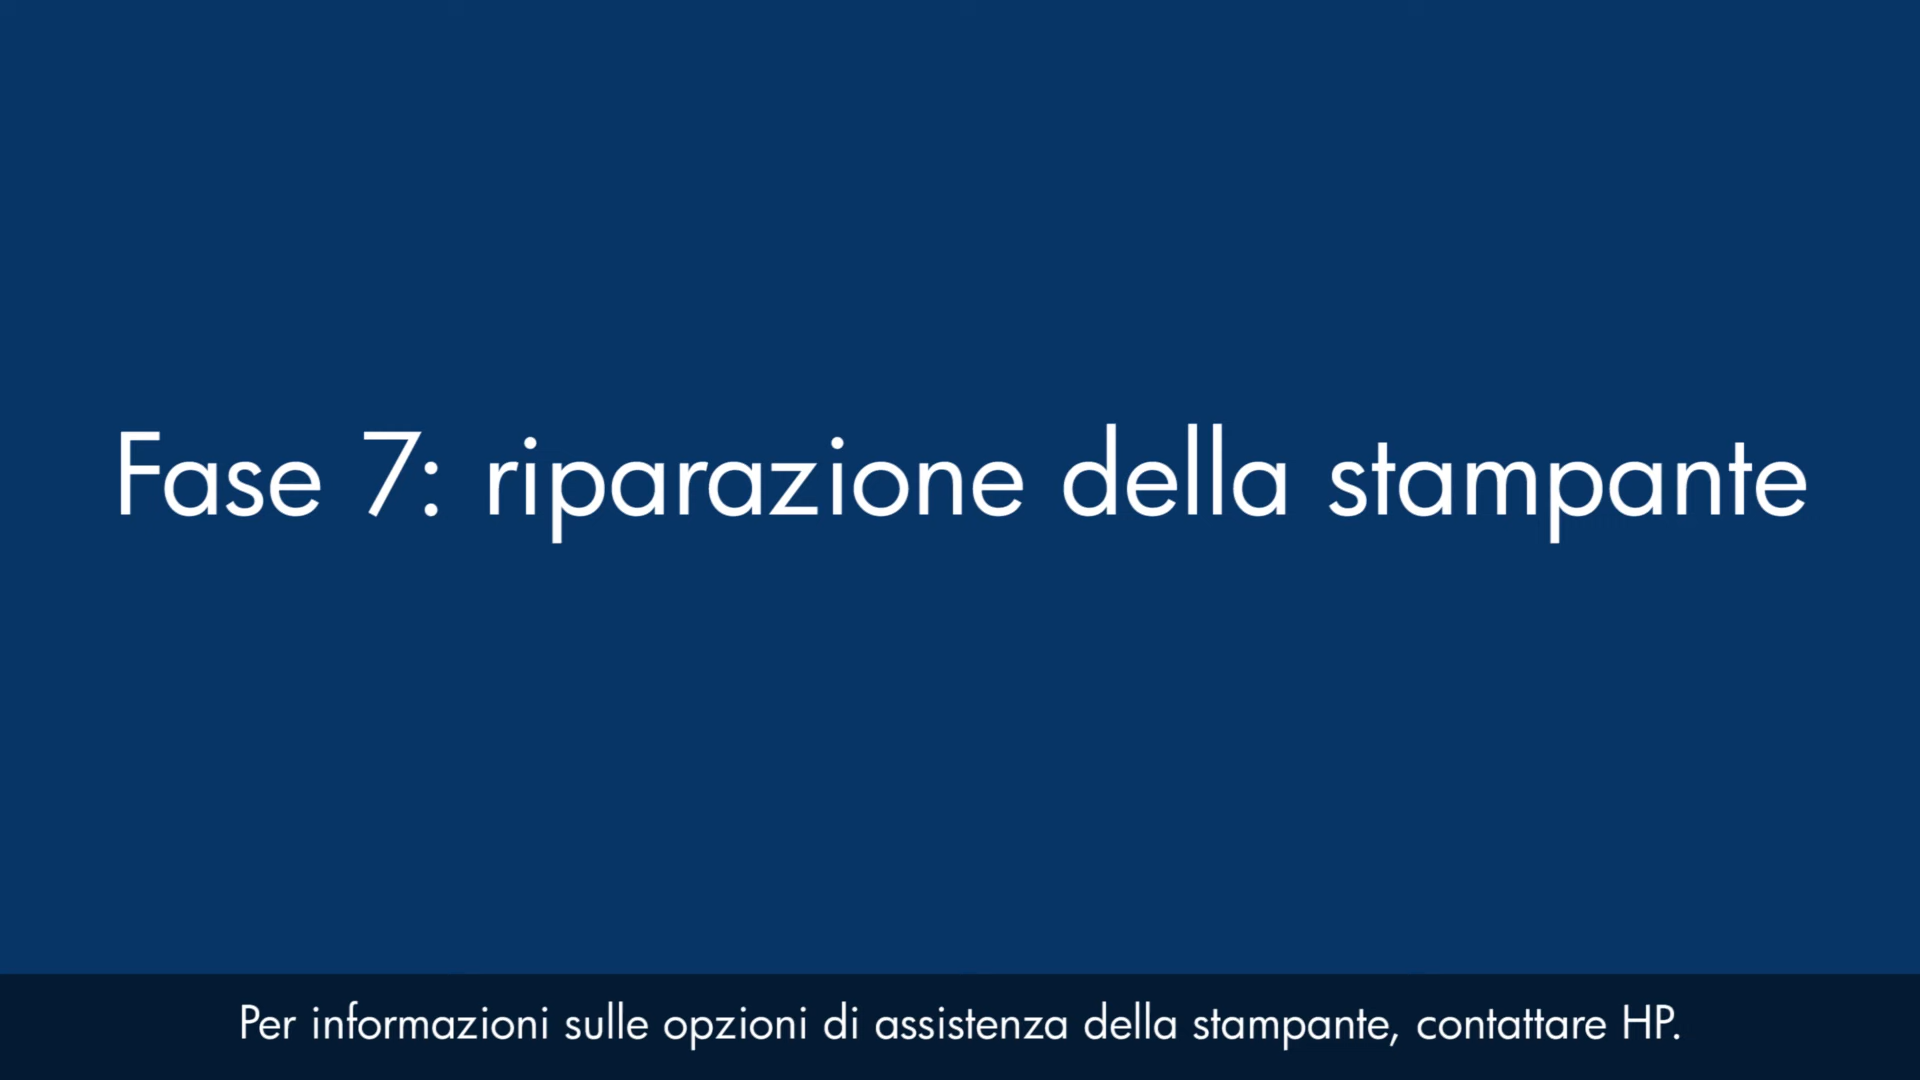 Fase 7: riparazione della stampante
Per informazioni sulle opzioni di assistenza della stampante, contattare HP.